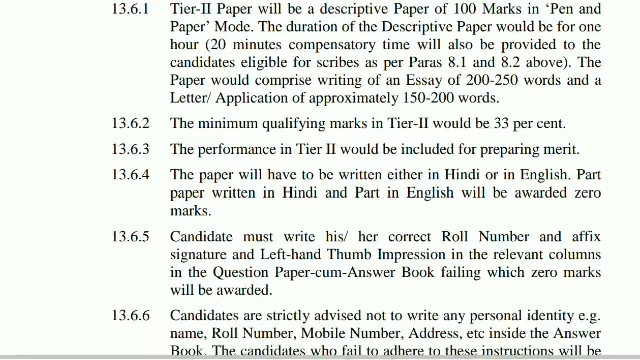 13.6.1 Tier-II Paper will be a descriptive Paper of 100 Marks in ‘Pen and
Paper’ Mode. The duration of the Descriptive Paper would be for one
hour (20 minutes compensatory time will also be provided to the
candidates eligible for scribes as per Paras 8.1 and 8.2 above). The
Paper would comprise writing of an Essay of 200-250 words and a
Letter/ Application of approximately 150-200 words.
13.6.2 The minimum qualifying marks in Tier-II would be 33 per cent.
13.6.3 The performance in Tier II would be included for preparing merit.
13.6.4 The paper will have to be written either in Hindi or in English. Part
paper written in Hindi and Part in English will be awarded zero
marks.
13.6.5 Candidate must write his/ her correct Roll Number and affix
signature and Left-hand Thumb Impression in the relevant columns
in the Question Paper-cum-Answer Book failing which zero marks
will be awarded.
13.6.6 Candidates are strictly advised not to write any personal identity e.g.
name, Roll Number, Mobile Number, Address, etc inside the Answer
Book. The candidates who fail to adhere to these instructions will be